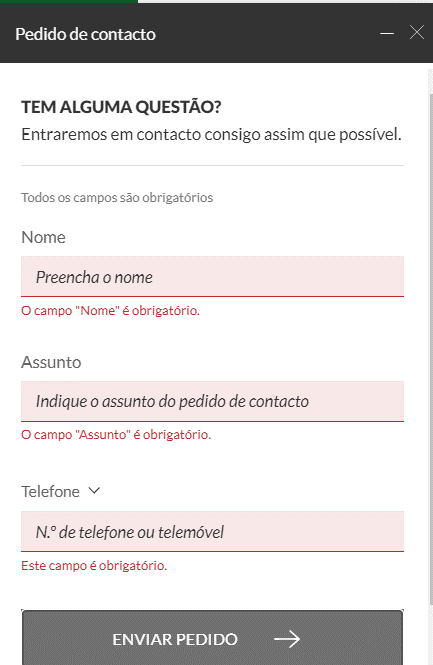 Pedido de contacto
TEM ALGUMA QUESTÃO?
Entraremos em contacto consigo assim que possível.
Todos os campos são obrigatórios
Nome
Preencha o nome
O campo "Nome" é obrigatório.
Assunto
Indique o assunto do pedido de contacto
O campo "Assunto" é obrigatório.
Telefone
N.º de telefone ou telemóvel
Este campo é obrigatório.
ENVIAR PEDIDO